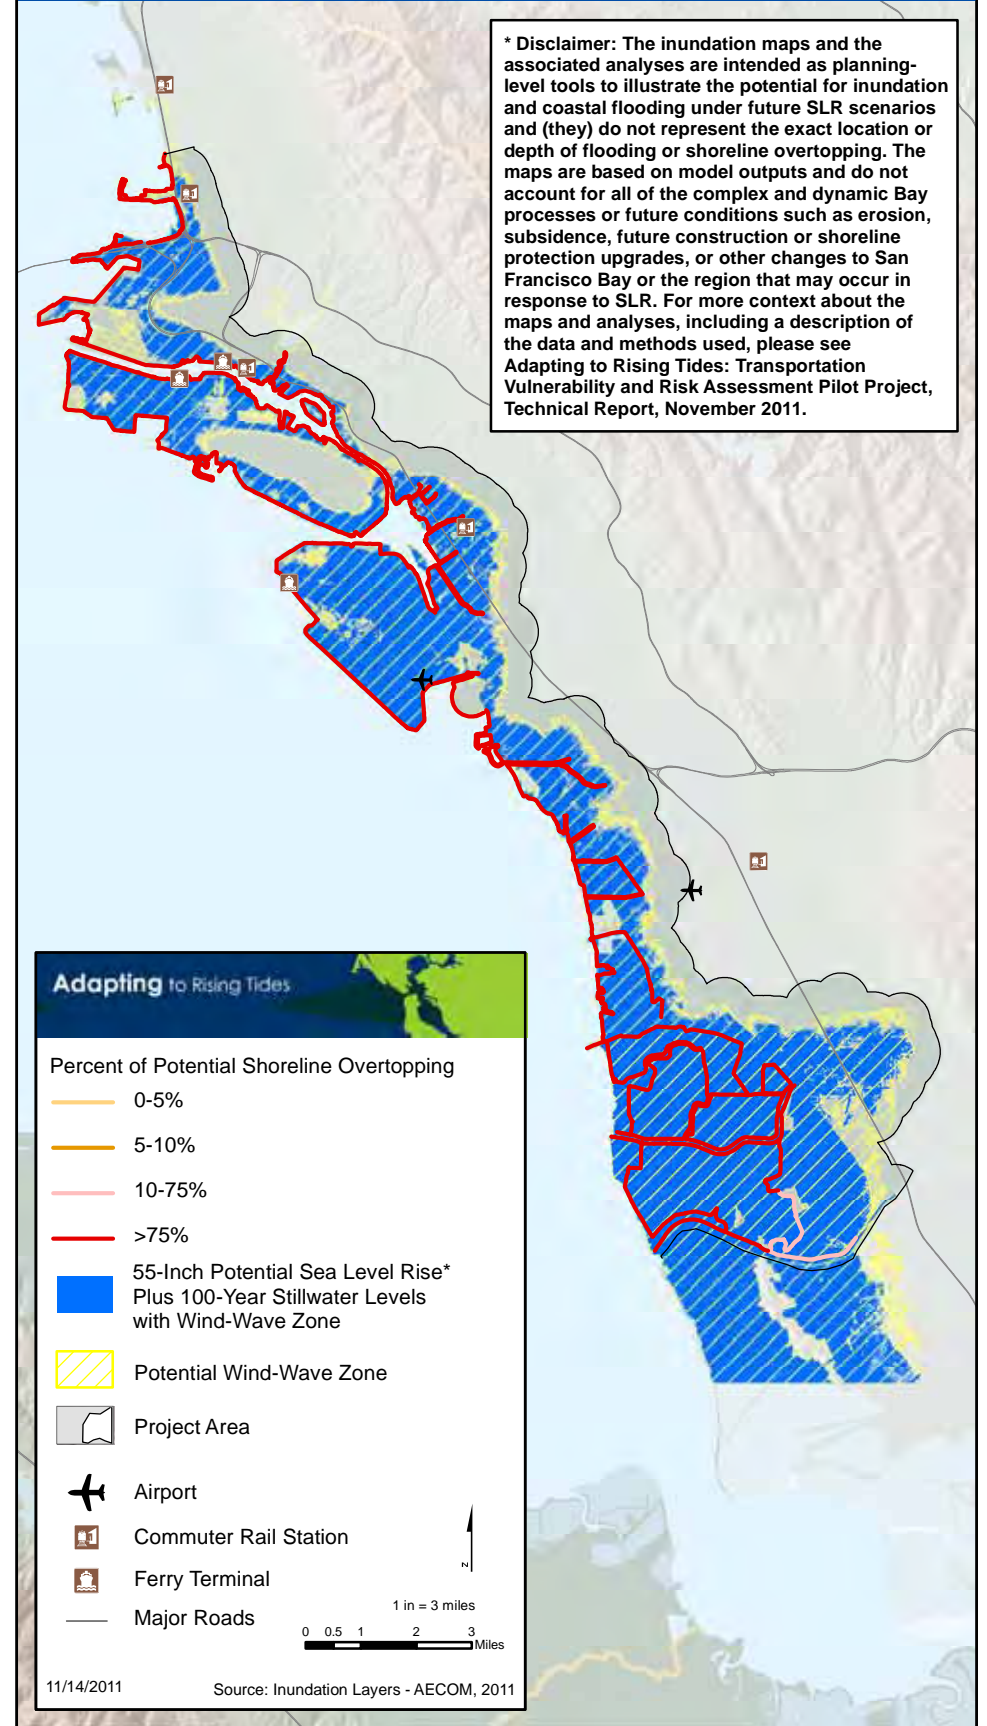 * Disclaimer: The inundation maps and the
associated analyses are intended as planning-
level tools to illustrate the potential for inundation
and coastal flooding under future SLR scenarios
and (they) do not represent the exact location or
depth of flooding or shoreline overtopping. The
maps are based on model outputs and do not
account for all of the complex and dynamic Bay
processes or future conditions such as erosion,
subsidence, future construction or shoreline
protection upgrades, or other changes to San
Francisco Bay or the region that may occur in
response to SLR. For more context about the
maps and analyses, including a description of
the data and methods used, please see
Adapting to Rising Tides: Transportation
Vulnerability and Risk Assessment Pilot Project,
Technical Report, November 2011.
Adapting to Rising Tides
Percent of Potential Shoreline Overtopping
0-5%
5-10%
10-75%
>75%
55-Inch Potential Sea Level Rise*
Plus 100-Year Stillwater Levels
with Wind-Wave Zone
Potential Wind-Wave Zone
Project Area
Airport
Commuter Rail Station
Ferry Terminal
Major Roads
N
1 in = 3 miles
0 0.5 1 2 3
Miles
11/14/2011
Source: Inundation Layers - AECOM, 2011